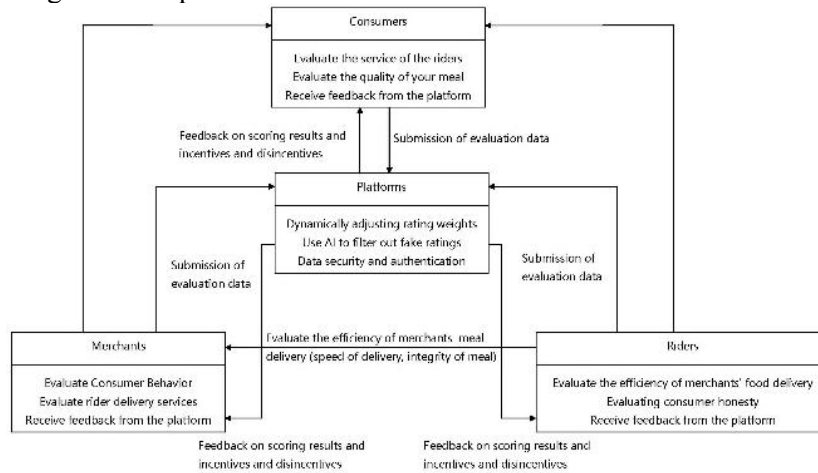 Consumers
Evaluate the service of the riders
Evaluate the quality of your meal
Receive feedback from the platform
Feedback on scoring results and
incentives and disincentives
Submission of evaluation data
Platforms
Dynamically adjusting rating weights
Use AI to filter out fake ratings
Data security and authentication
Submission of
evaluation data
Submission of
evaluation data
Evaluate the efficiency of merchants meal
delivery (speed of delivery, integrity of meal)
Merchants
Evaluate Consumer Behavior
Evaluate rider delivery services
Receive feedback from the platform
Riders
Evaluate the efficiency of merchants' food delivery
Evaluating consumer honesty
Receive feedback from the platform
Feedback on scoring results and
incentives and disincentives
Feedback on scoring results and
incentives and disincentives